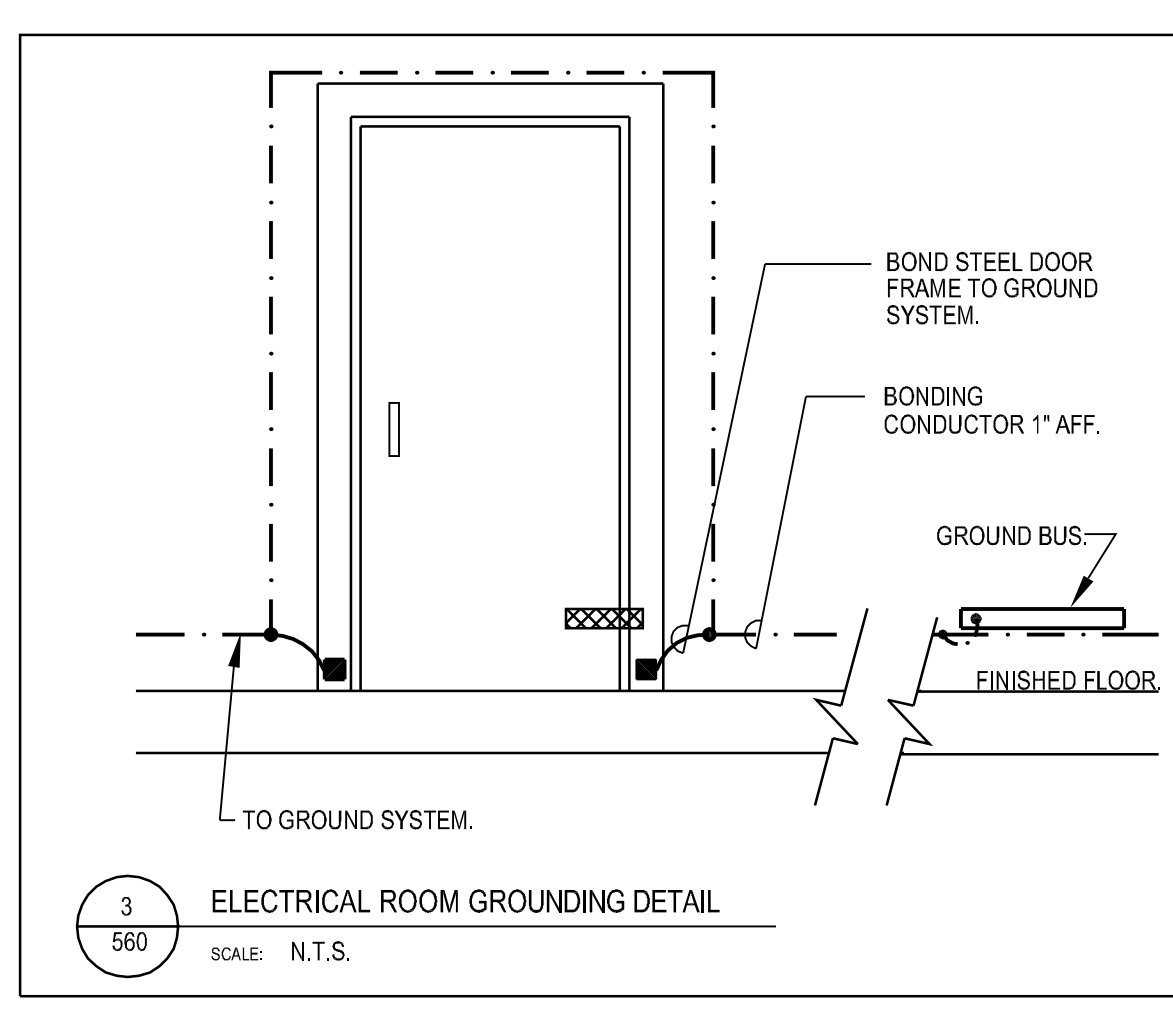 BOND STEEL DOOR
FRAME TO GROUND
SYSTEM.
BONDING
CONDUCTOR 1" AFF.
GROUND BUS.
FINISHED FLOOR.
TO GROUND SYSTEM.
3
560
ELECTRICAL ROOM GROUNDING DETAIL
SCALE: N.T.S.